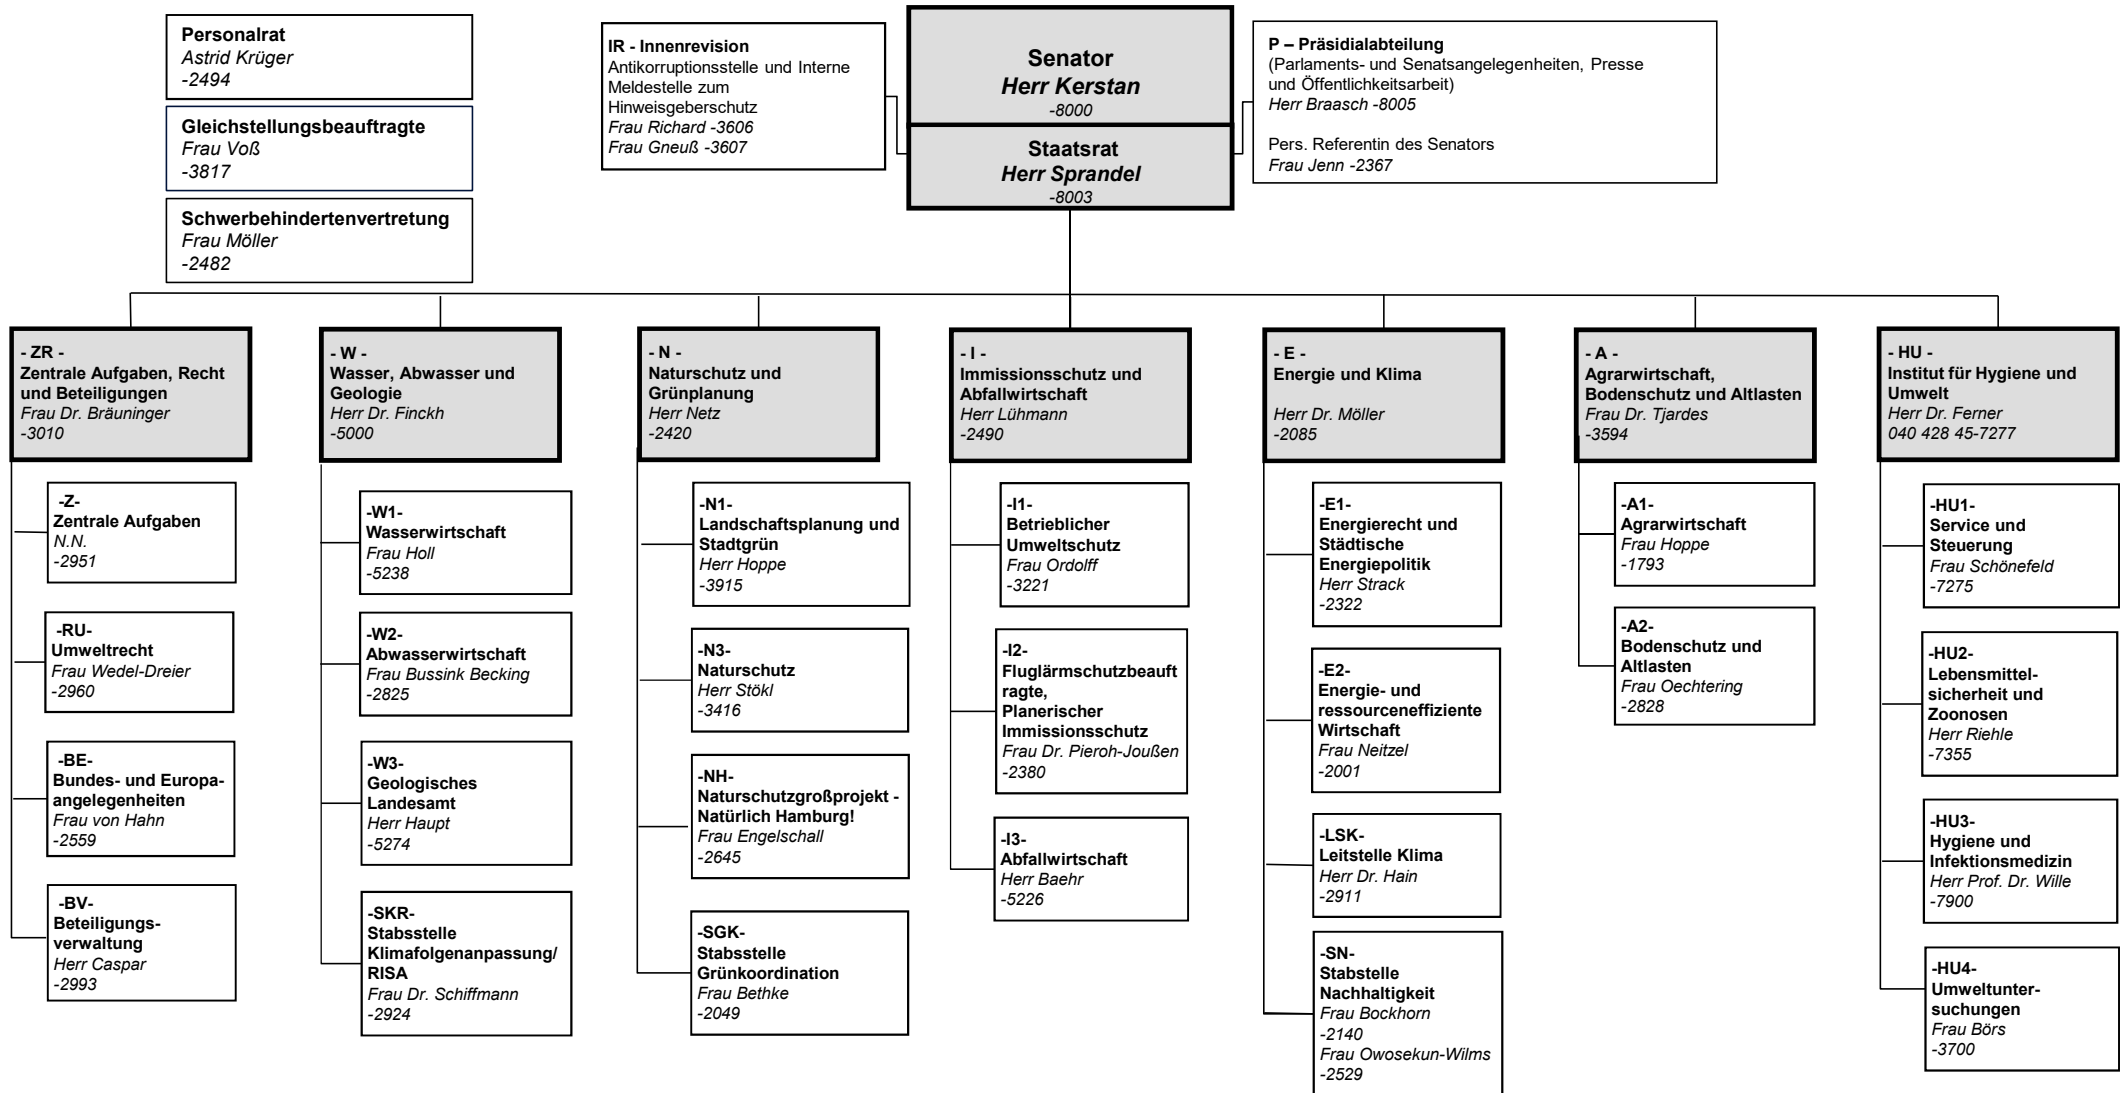 Personalrat
Astrid Krüger
-2494
Gleichstellungsbeauftragte
Frau Voß
-3817
Schwerbehindertenvertretung
Frau Möller
-2482
IR - Innenrevision
Antikorruptionsstelle und Interne
Meldestelle zum
Hinweisgeberschutz
Frau Richard -3606
Frau Gneuß -3607
Senator
Herr Kerstan
-8000
Staatsrat
Herr Sprandel
-8003
P – Präsidialabteilung
(Parlaments- und Senatsangelegenheiten, Presse
und Öffentlichkeitsarbeit)
Herr Braasch -8005
Pers. Referentin des Senators
Frau Jenn -2367
- ZR -
Zentrale Aufgaben, Recht
und Beteiligungen
Frau Dr. Bräuninger
-3010
-Z-
Zentrale Aufgaben
N.N.
-2951
-RU-
Umweltrecht
Frau Wedel-Dreier
-2960
-BE-
Bundes- und Europa-
angelegenheiten
Frau von Hahn
-2559
-BV-
Beteiligungs-
verwaltung
Herr Caspar
-2993
- W -
Wasser, Abwasser und
Geologie
Herr Dr. Finckh
-5000
-W1-
Wasserwirtschaft
Frau Holl
-5238
-W2-
Abwasserwirtschaft
Frau Bussink Becking
-2825
-W3-
Geologisches
Landesamt
Herr Haupt
-5274
-SKR-
Stabsstelle
Klimafolgenanpassung/
RISA
Frau Dr. Schiffmann
-2924
- N -
Naturschutz und
Grünplanung
Herr Netz
-2420
-N1-
Landschaftsplanung und
Stadtgrün
Herr Hoppe
-3915
-N3-
Naturschutz
Herr Stökl
-3416
-NH-
Naturschutzgroßprojekt -
Natürlich Hamburg!
Frau Engelschall
-2645
-SGK-
Stabsstelle
Grünkoordination
Frau Bethke
-2049
- I -
Immissionsschutz und
Abfallwirtschaft
Herr Lühmann
-2490
-I1-
Betrieblicher
Umweltschutz
Frau Ordolff
-3221
-I2-
Fluglärmschutzbeauft
ragte,
Planerischer
Immissionsschutz
Frau Dr. Pieroh-Joußen
-2380
-I3-
Abfallwirtschaft
Herr Baehr
-5226
- E -
Energie und Klima
Herr Dr. Möller
-2085
-E1-
Energierecht und
Städtische
Energiepolitik
Herr Strack
-2322
-E2-
Energie- und
ressourceneffiziente
Wirtschaft
Frau Neitzel
-2001
-LSK-
Leitstelle Klima
Herr Dr. Hain
-2911
-SN-
Stabstelle
Nachhaltigkeit
Frau Bockhorn
-2140
Frau Owosekun-Wilms
-2529
- A -
Agrarwirtschaft,
Bodenschutz und Altlasten
Frau Dr. Tjardes
-3594
-A1-
Agrarwirtschaft
Frau Hoppe
-1793
-A2-
Bodenschutz und
Altlasten
Frau Oechtering
-2828
- HU -
Institut für Hygiene und
Umwelt
Herr Dr. Ferner
040 428 45-7277
-HU1-
Service und
Steuerung
Frau Schönefeld
-7275
-HU2-
Lebensmittel-
sicherheit und
Zoonosen
Herr Riehle
-7355
-HU3-
Hygiene und
Infektionsmedizin
Herr Prof. Dr. Wille
-7900
-HU4-
Umweltunter-
suchungen
Frau Börs
-3700